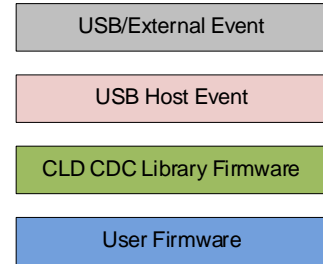 USB/External Event
USB Host Event
CLD CDC Library Firmware
User Firmware